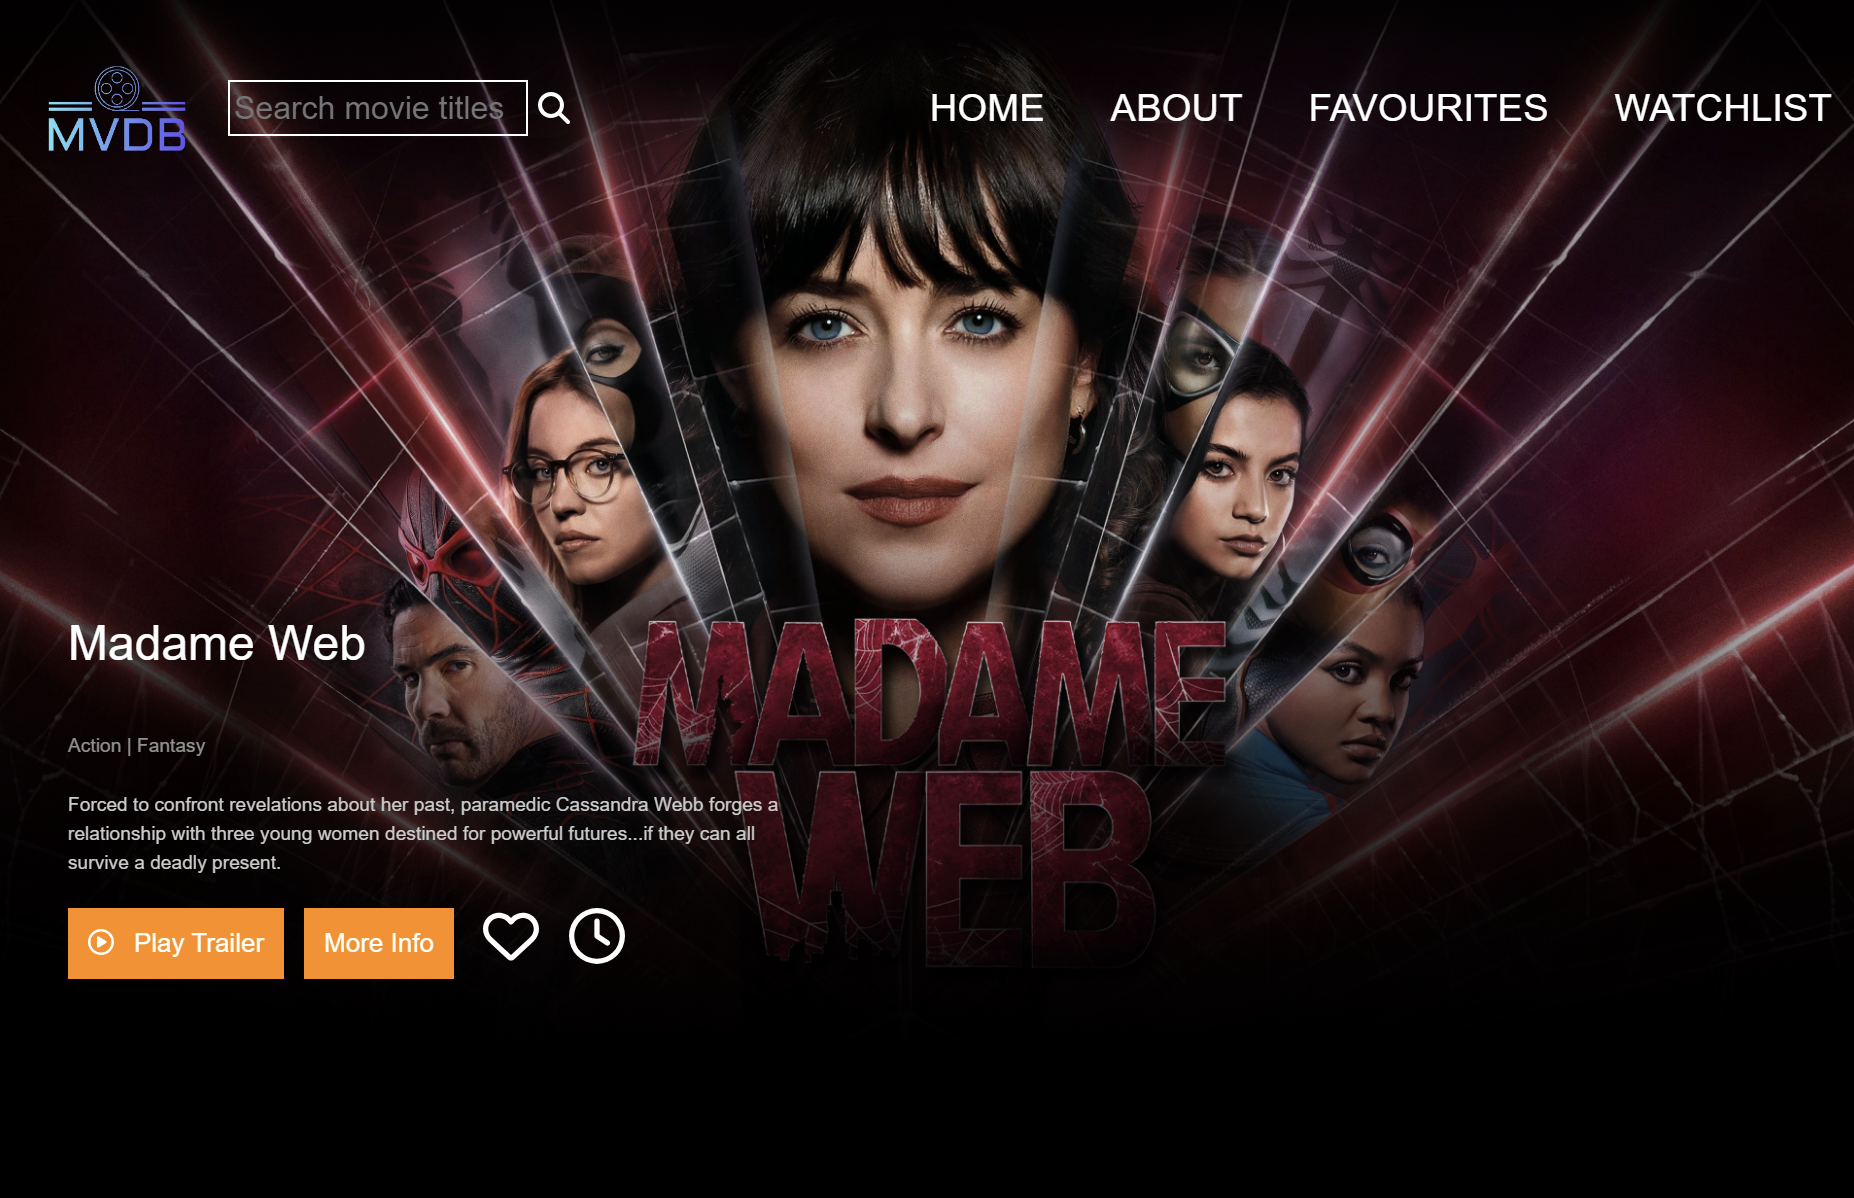 MVDB
Search movie titles
HOME
ABOUT
FAVOURITES
WATCHLIST
Madame Web
MADAME
WEB
Action | Fantasy
Forced to confront revelations about her past, paramedic Cassandra Webb forges a
relationship with three young women destined for powerful futures...if they can all
survive a deadly present.
Play Trailer
More Info